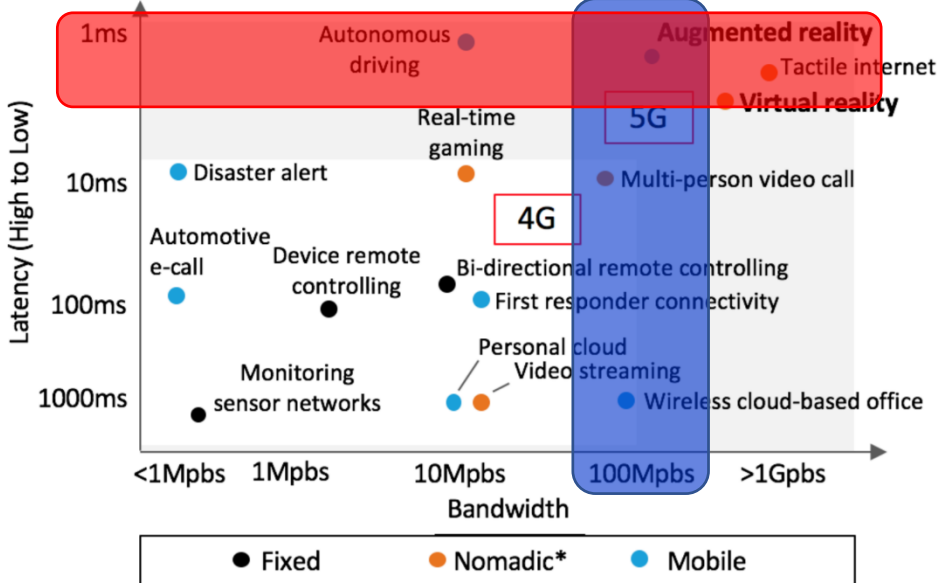 1ms
Autonomous
driving
Augmented reality
Tactile internet
Virtual reality
Real-time
gaming
5G
Latency (High to Low)
10ms
Disaster alert
Multi-person video call
4G
Automotive
e-call
Device remote
controlling
Bi-directional remote controlling
100ms
First responder connectivity
Personal cloud
Video streaming
Monitoring
sensor networks
1000ms
Wireless cloud-based office
<1Mpbs
1Mpbs
10Mpbs
100Mpbs
>1Gpbs
Bandwidth
Fixed
Nomadic*
Mobile